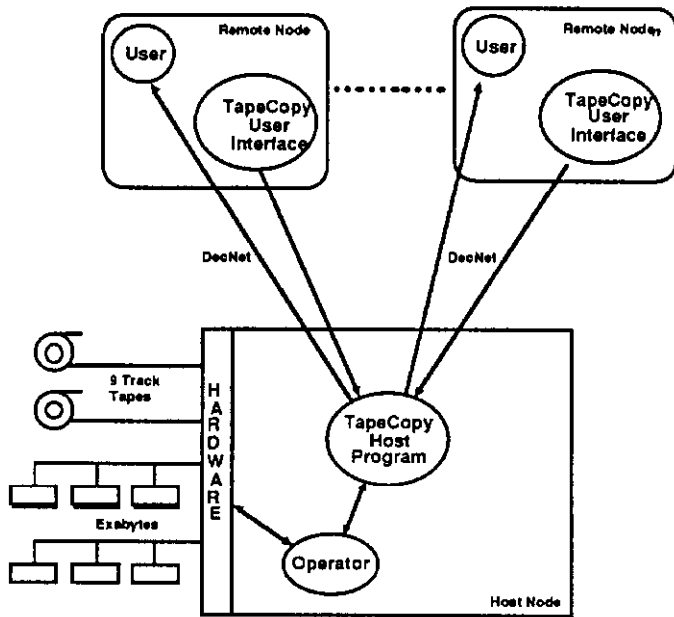 Remote Node
User
TapeCopy
User
Interface
Remote Node
User
TapeCopy
User
Interface
DecNet
DecNet
9 Track
Tapes
HARDWARE
TapeCopy
Host
Program
Exabytes
Operator
Host Node